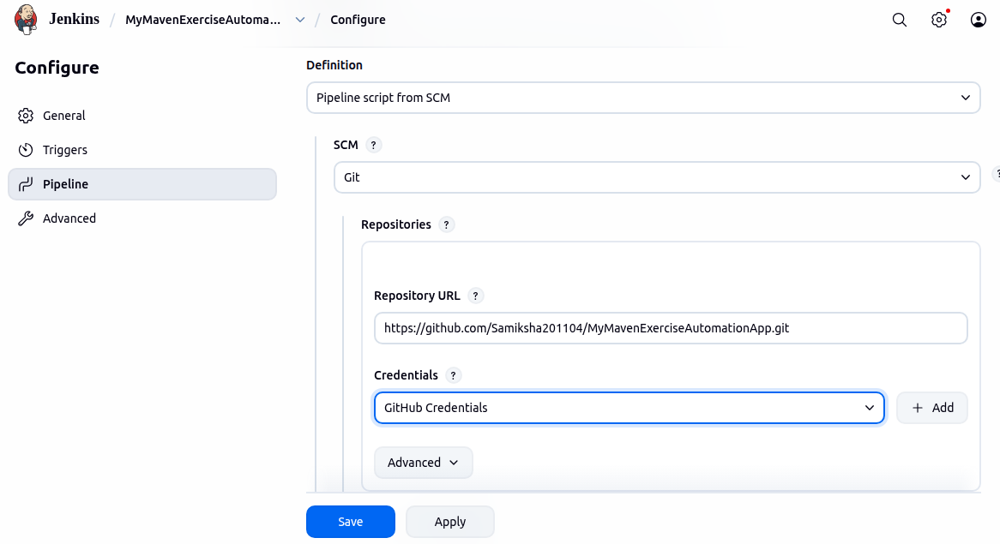 Jenkins / MyMavenExerciseAutoma... / Configure
Configure
General
Triggers
Pipeline
Advanced
Definition
Pipeline script from SCM
SCM ?
Git
?
Repositories ?
Repository URL ?
https://github.com/Samiksha201104/MyMavenExerciseAutomationApp.git
Credentials ?
GitHub Credentials
+ Add
Advanced
Save
Apply